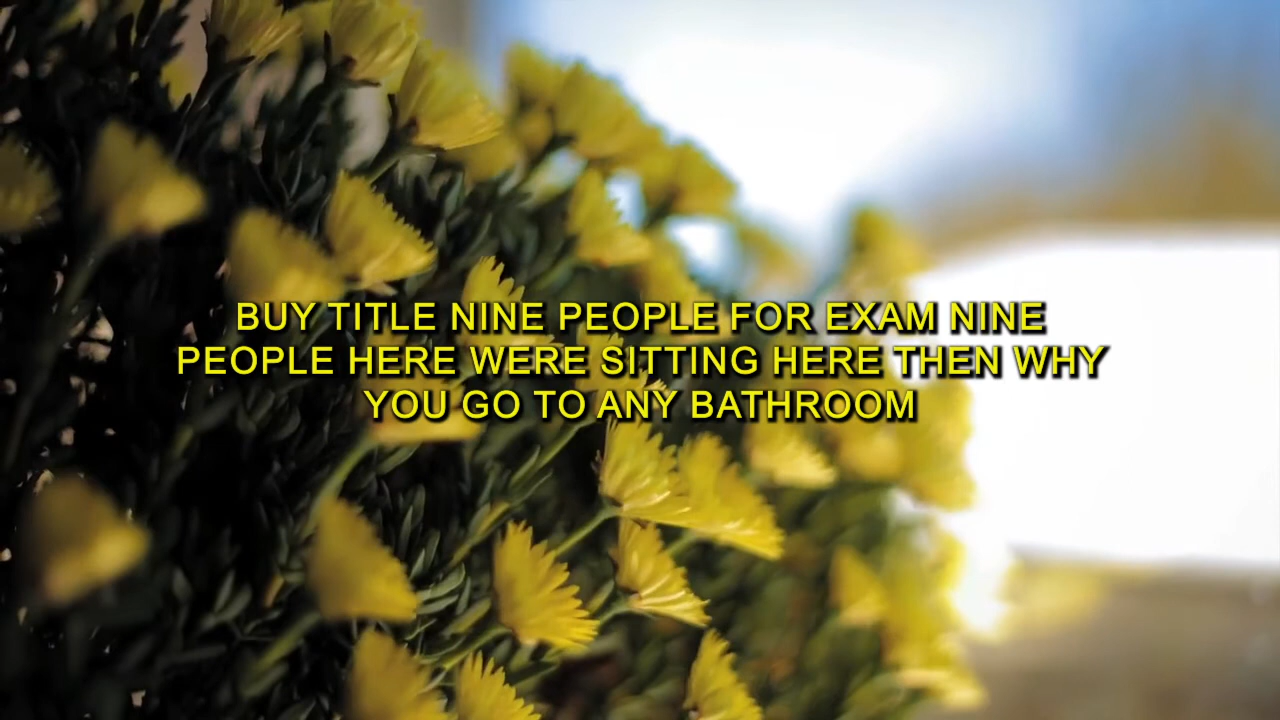 BUY TITLE NINE PEOPLE FOR EXAM NINE
PEOPLE HERE WERE SITTING HERE THEN WHY
YOU GO TO ANY BATHROOM